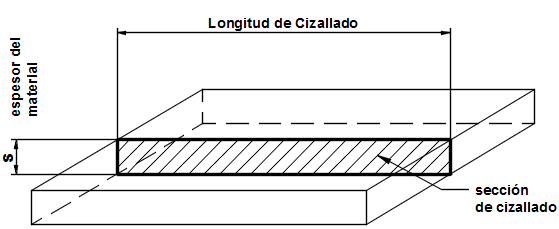 Longitud de Cizallado
espesor del
material
s
sección
de cizallado